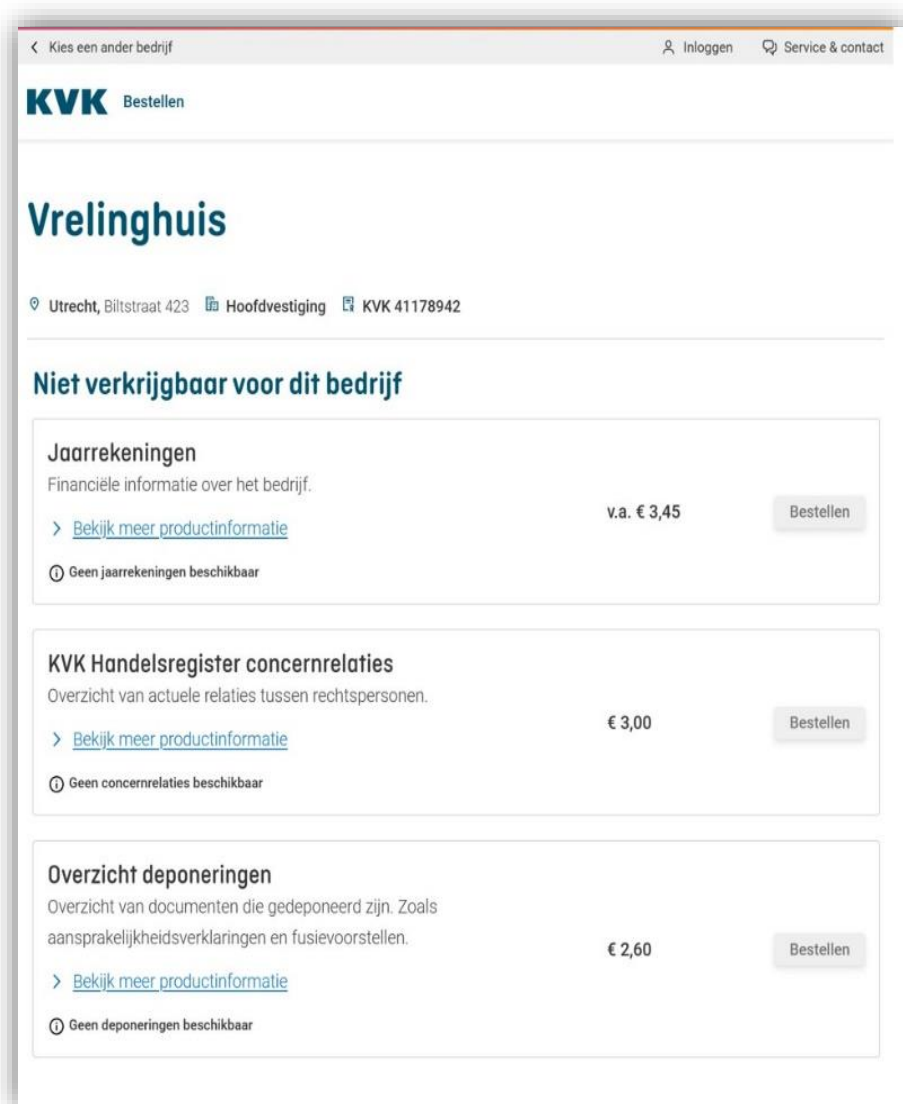 Kies een ander bedrijf
Inloggen
Service & contact
KVK Bestellen
Vrelinghuis
Utrecht, Biltstraat 423 Hoofdvestiging KVK 41178942
Niet verkrijgbaar voor dit bedrijf
Jaarrekeningen
Financiële informatie over het bedrijf.
v.a. € 3,45
Bestellen
Bekijk meer productinformatie
Geen jaarrekeningen beschikbaar
KVK Handelsregister concernrelaties
Overzicht van actuele relaties tussen rechtspersonen.
€ 3,00
Bestellen
Bekijk meer productinformatie
Geen concernrelaties beschikbaar
Overzicht deponeringen
Overzicht van documenten die gedeponeerd zijn. Zoals
aansprakelijkheidsverklaringen en fusievoorstellen.
€ 2,60
Bestellen
Bekijk meer productinformatie
Geen deponeringen beschikbaar